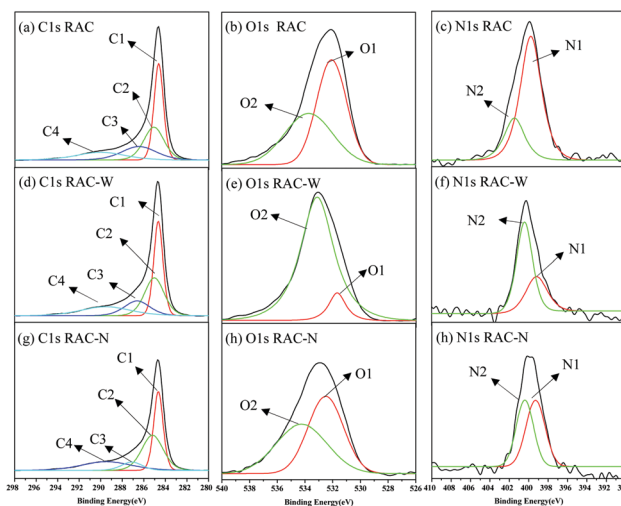 (a) C1s RAC
C1
C2
C3
C4
(b) O1s RAC
O1
O2
(c) N1s RAC
N1
N2
(d) C1s RAC-W
C1
C2
C3
C4
(e) O1s RAC-W
O2
O1
(f) N1s RAC-W
N2
N1
(g) C1s RAC-N
C1
C2
C3
C4
(h) O1s RAC-N
O1
O2
(h) N1s RAC-N
N2
N1
298 296 294 292 290 288 286 284 282 280
Binding Energy(eV)
540 538 536 534 532 530 528 526
Binding Energy(eV)
410 408 406 404 402 400 398 396 394 392
Binding Energy(eV)